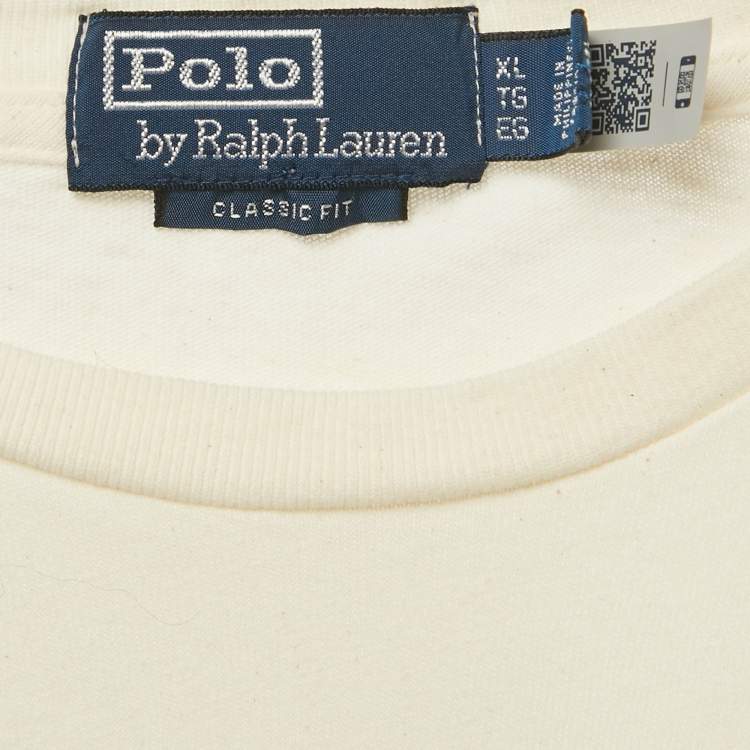 Polo
by Ralph Lauren
CLASSIC FIT
XL
TG
EG
MADE IN
PHILIPPINES